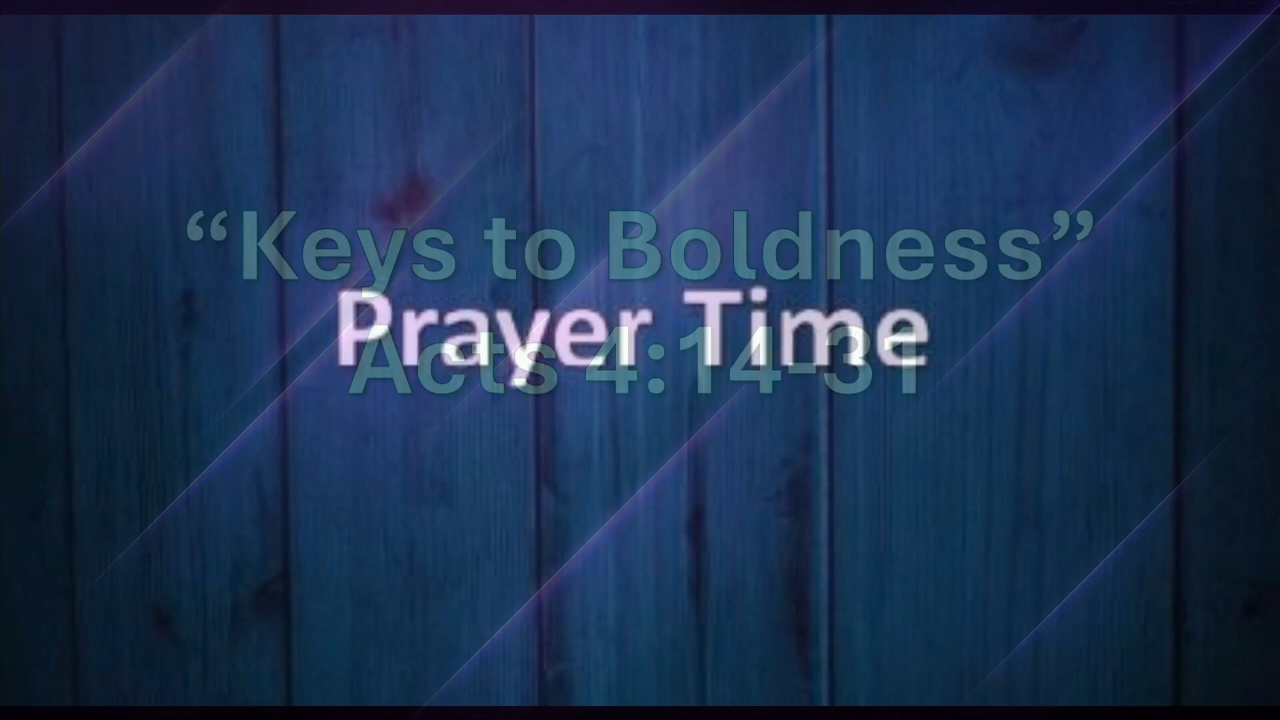 “Keys to Boldness”
Prayer Time
Acts 4:14-31